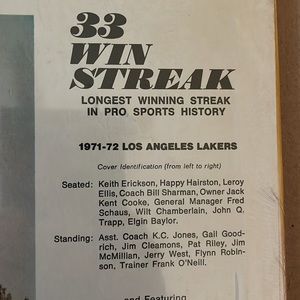 33
WIN
STREAK
LONGEST WINNING STREAK
IN PRO SPORTS HISTORY
1971-72 LOS ANGELES LAKERS
Cover Identification (from left to right)
Seated: Keith Erickson, Happy Hairston, Leroy
Ellis, Coach Bill Sharman, Owner Jack
Kent Cooke, General Manager Fred
Schaus, Wilt Chamberlain, John Q.
Trapp, Elgin Baylor.
Standing: Asst. Coach K.C. Jones, Gail Good-
rich, Jim Cleamons, Pat Riley, Jim
McMillian, Jerry West, Flynn Robin-
son, Trainer Frank O'Neill.
and Featuring